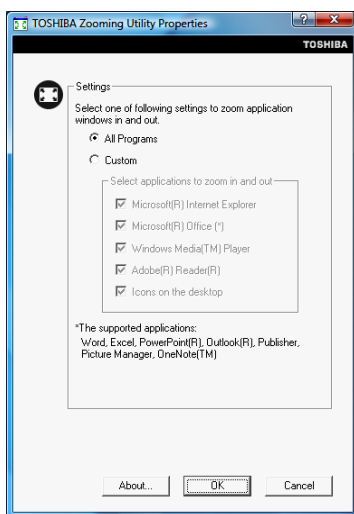 TOSHIBA Zooming Utility Properties
TOSHIBA
Settings
Select one of following settings to zoom application
windows in and out.
All Programs
Custom
Select applications to zoom in and out
Microsoft(R) Internet Explorer
Microsoft(R) Office (*)
Windows Media(TM) Player
Adobe(R) Reader(R)
Icons on the desktop
*The supported applications:
Word, Excel, PowerPoint(R), Outlook(R), Publisher,
Picture Manager, OneNote(TM)
About... OK Cancel